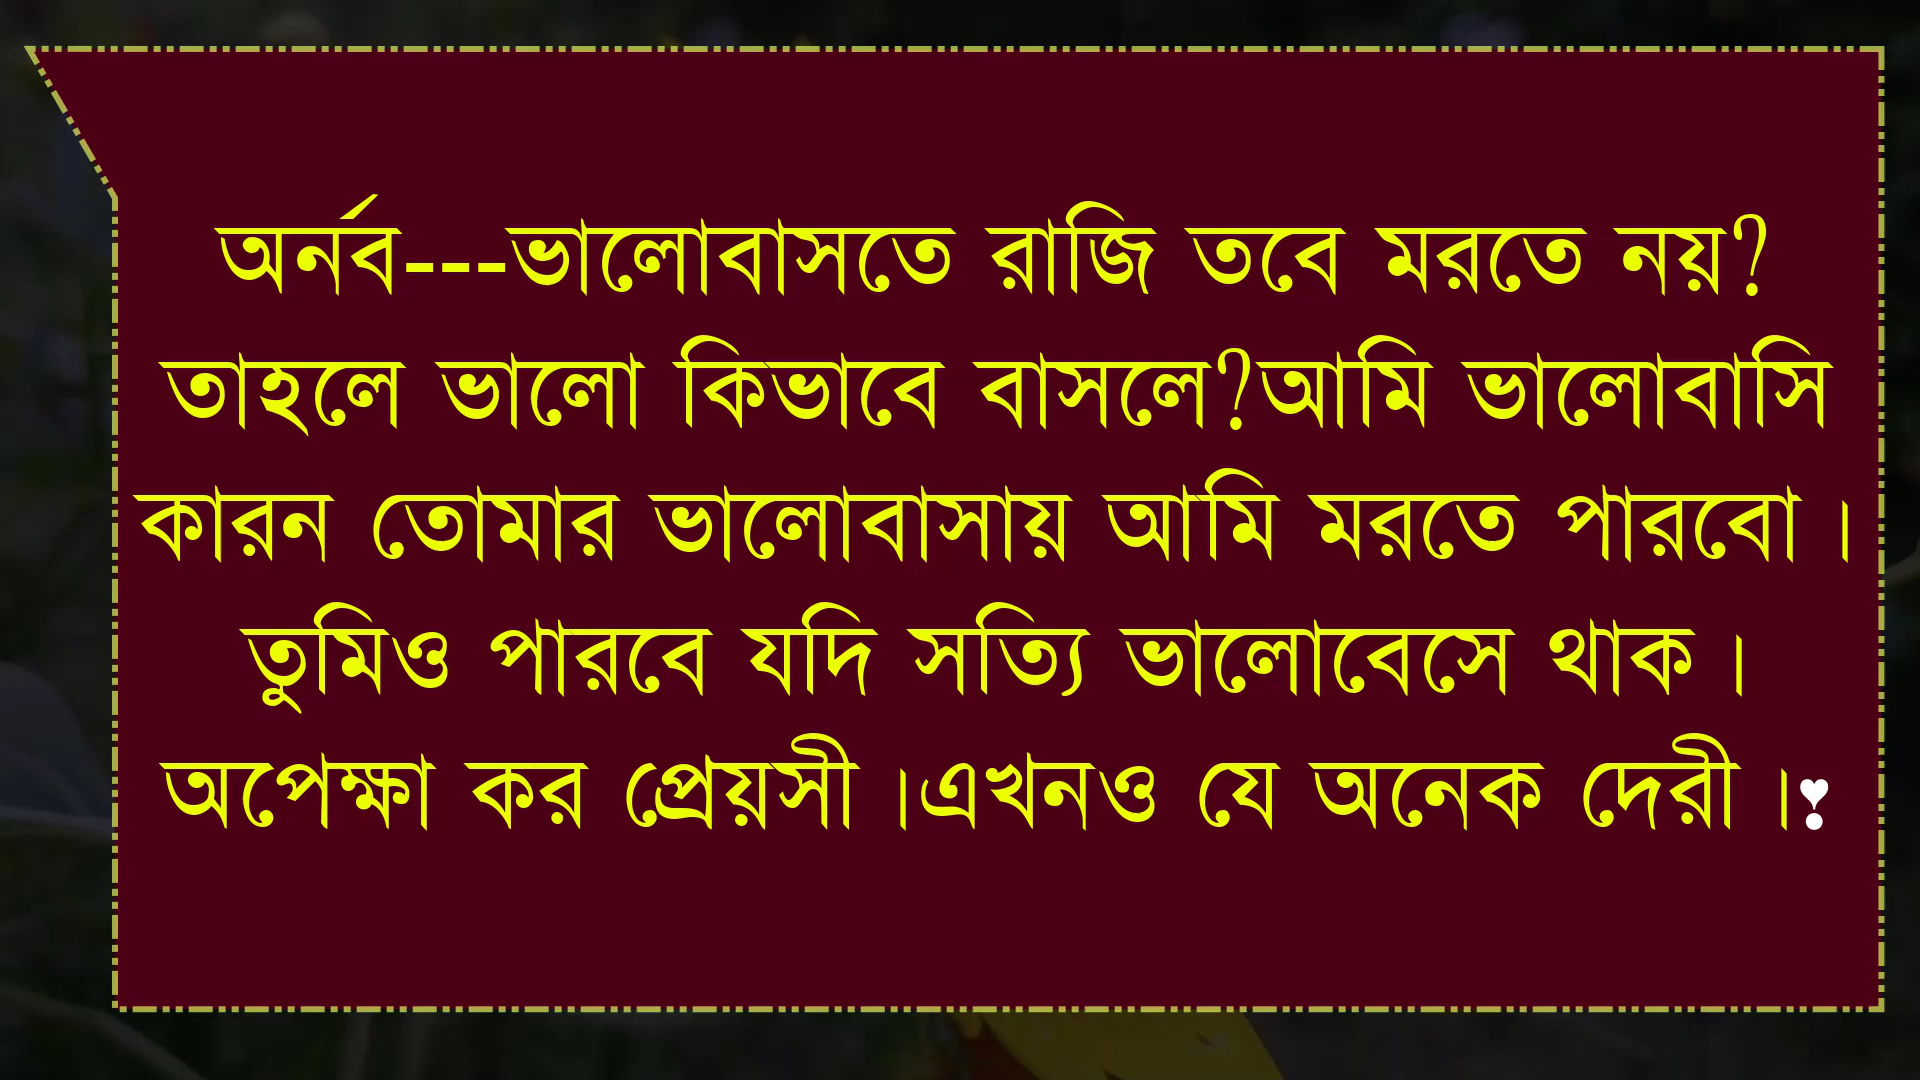 অর্নব---ভালোবাসতে রাজি তবে মরতে নয়?
তাহলে ভালো কিভাবে বাসলে?আমি ভালোবাসি
কারন তোমার ভালোবাসায় আমি মরতে পারবো ।
তুমিও পারবে যদি সত্যি ভালোবেসে থাক ।
অপেক্ষা কর প্রেয়সী ।এখনও যে অনেক দেরী ।❣